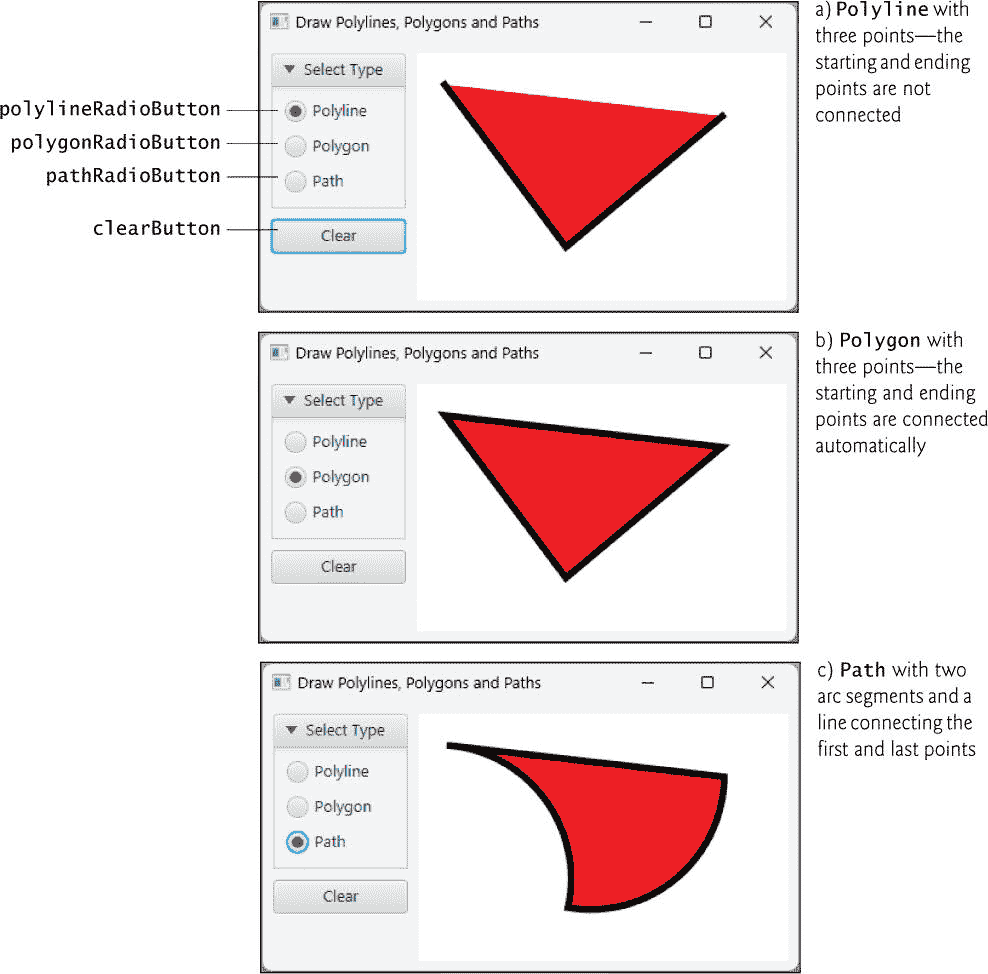 Draw Polylines, Polygons and Paths
Select Type
polylineRadioButton
Polyline
polygonRadioButton
Polygon
pathRadioButton
Path
clearButton
Clear
a) Polyline with
three points—the
starting and ending
points are not
connected
Draw Polylines, Polygons and Paths
Select Type
Polyline
Polygon
Path
Clear
b) Polygon with
three points—the
starting and ending
points are connected
automatically
Draw Polylines, Polygons and Paths
Select Type
Polyline
Polygon
Path
Clear
c) Path with two
arc segments and a
line connecting the
first and last points